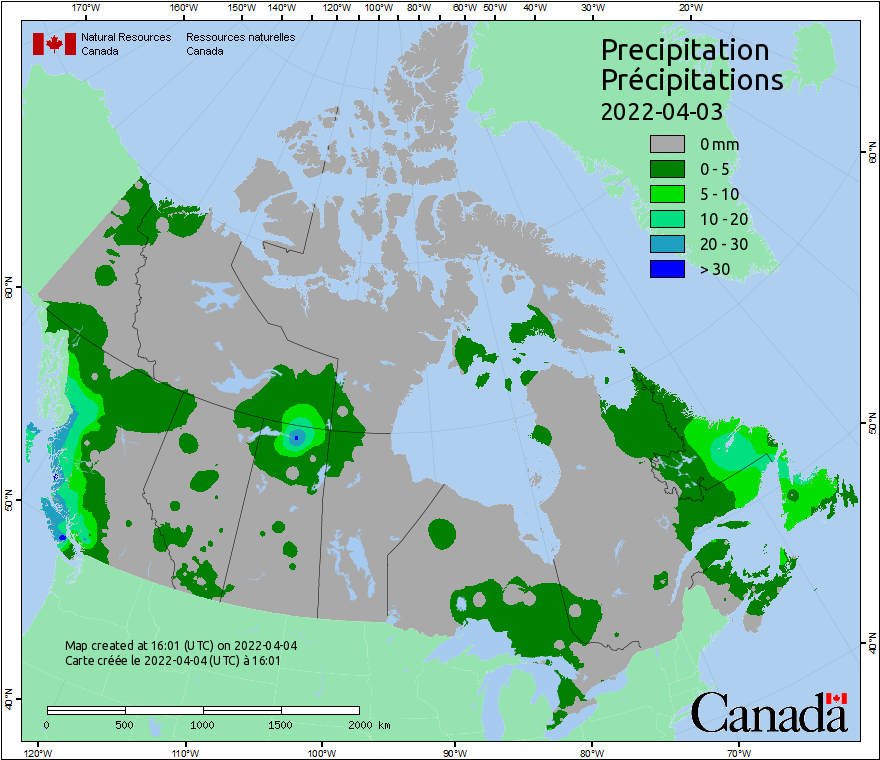 170°W 160°W 150°W 140°W 130°W 120°W 110°W 100°W 90°W 80°W 60°W 50°W 40°W 30°W 20°W
Natural Resources Canada
Ressources naturelles Canada
Precipitation
Précipitations
2022-04-03
0 mm
0 - 5
5 - 10
10 - 20
20 - 30
> 30
60°N
50°N
40°N
60°N
50°N
40°N
Map created at 16:01 (UTC) on 2022-04-04
Carte créée le 2022-04-04 (UTC) à 16:01
0 500 1000 1500 2000 km
Canada
120°W 110°W 100°W 90°W 80°W 70°W